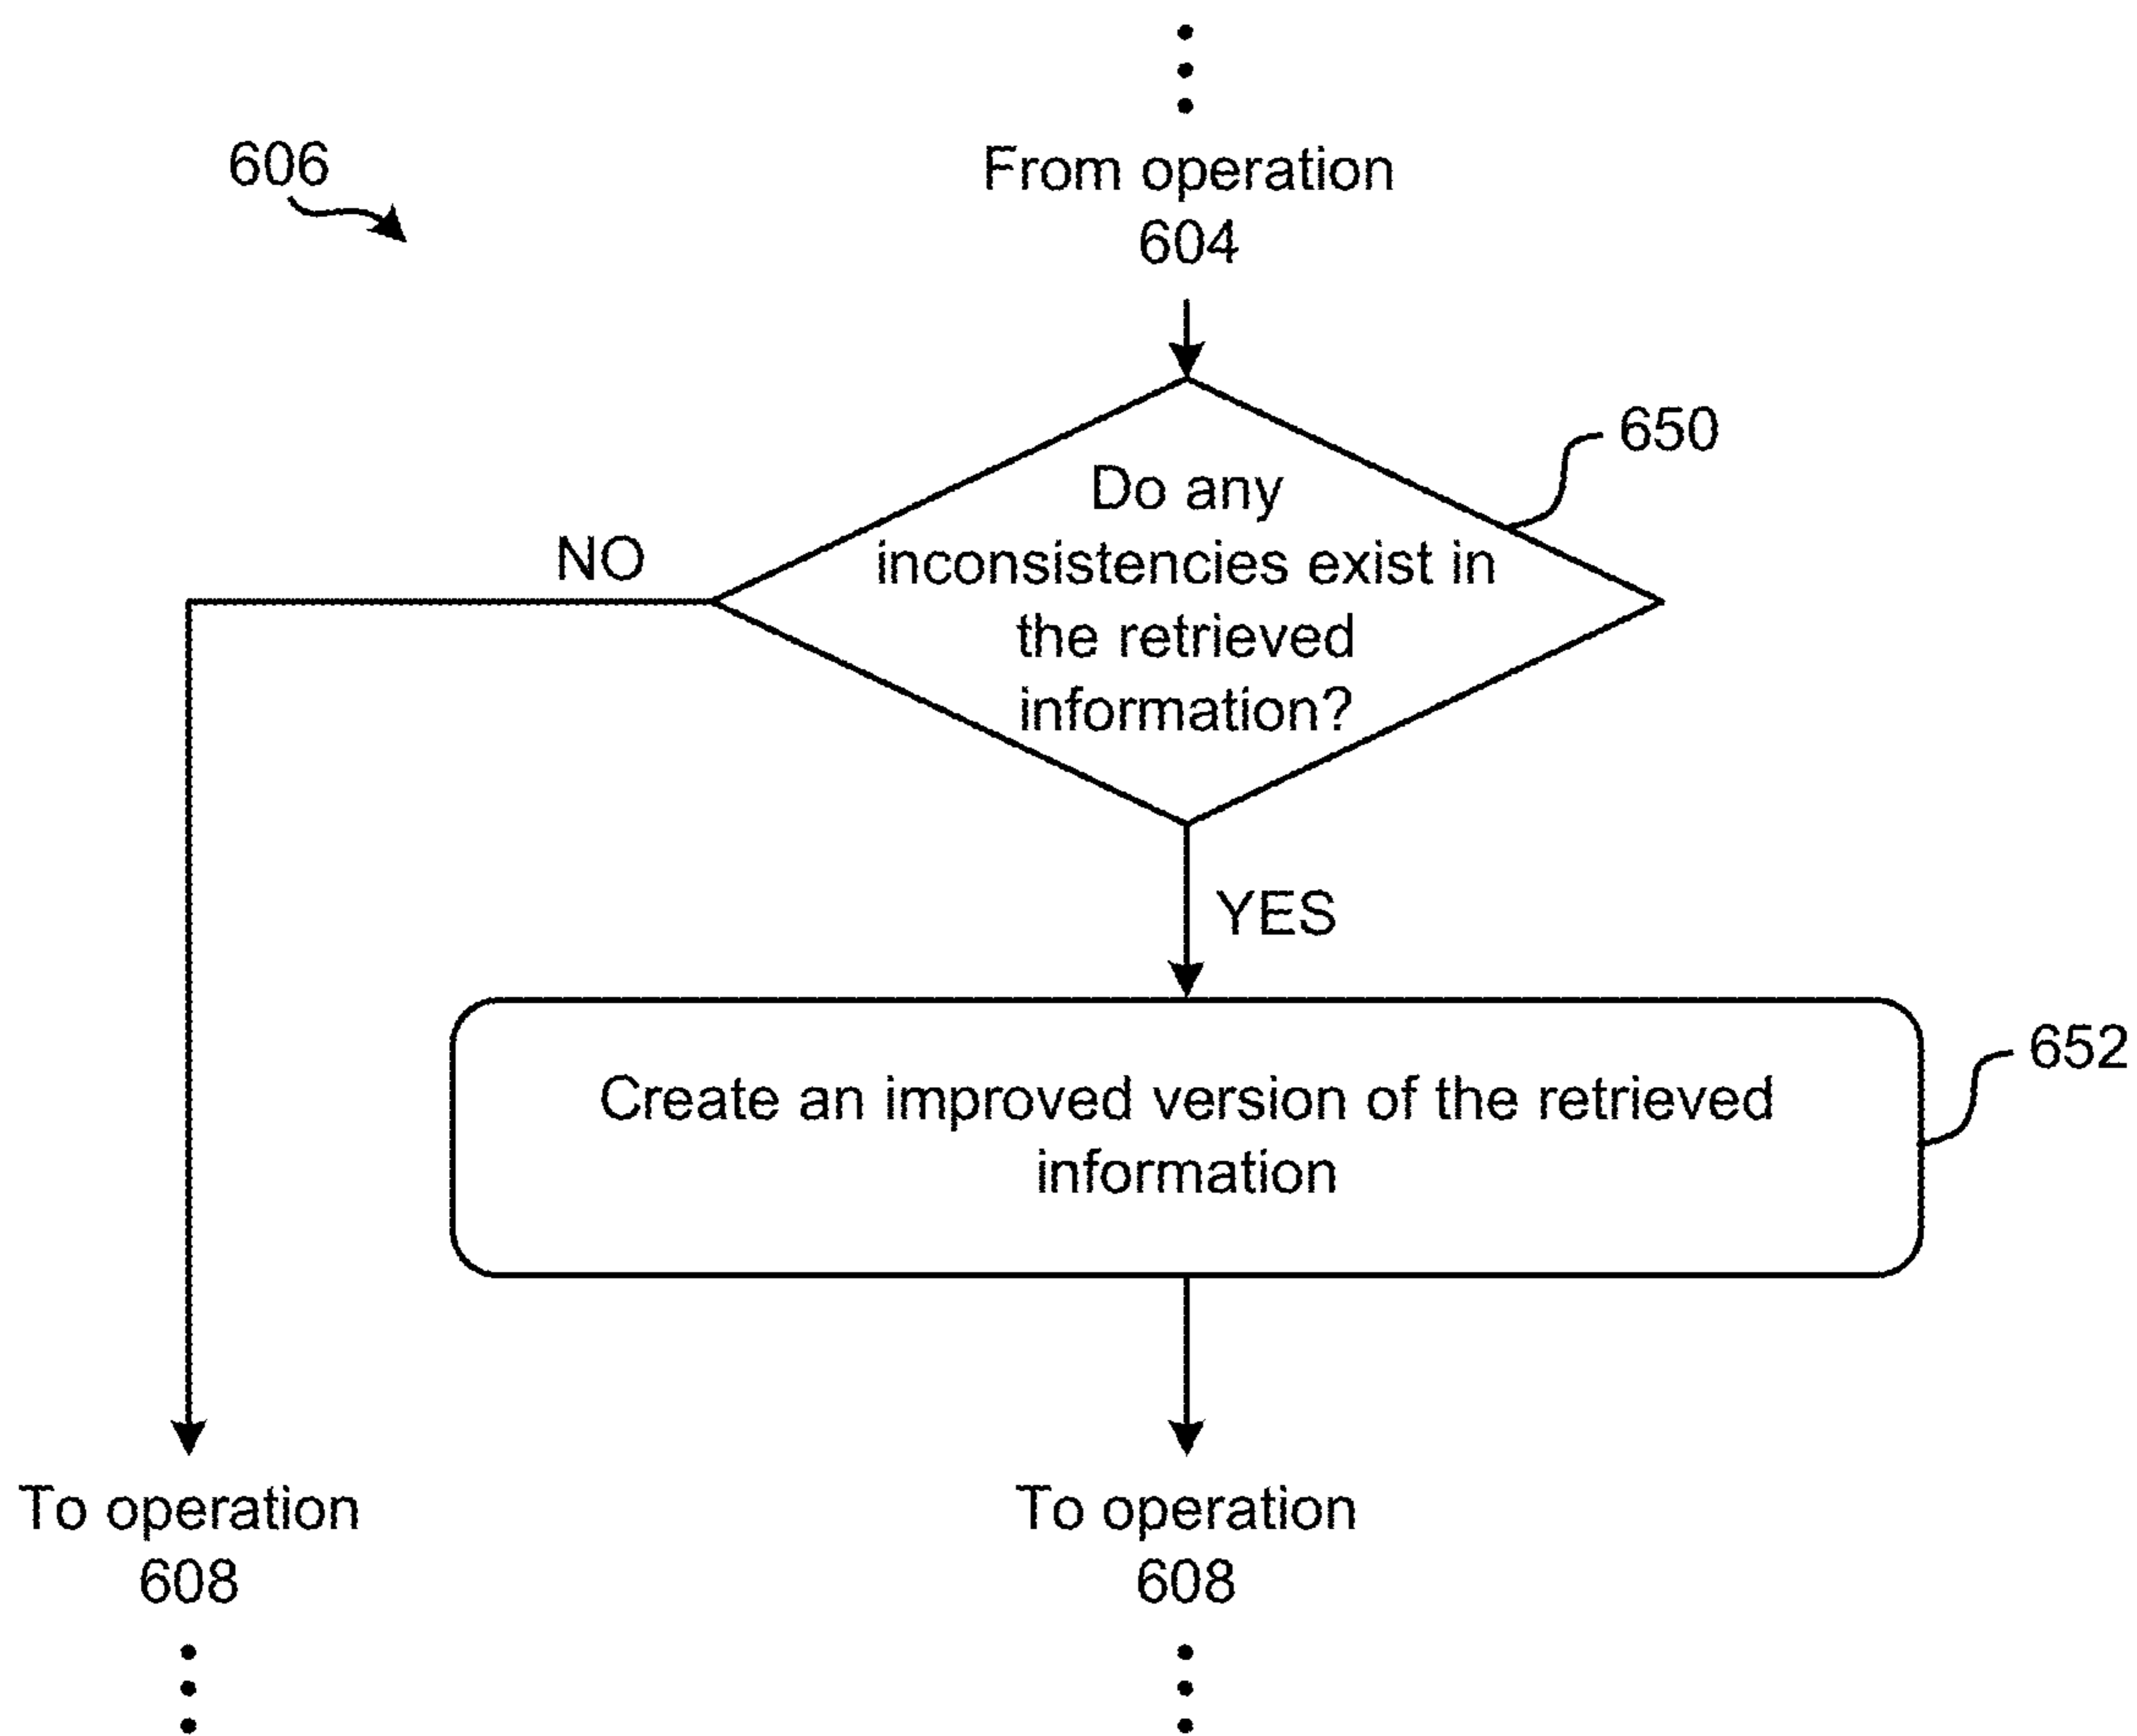 606
From operation
604
650
Do any
inconsistencies exist in
the retrieved
information?
NO
YES
652
Create an improved version of the retrieved
information
To operation
608
To operation
608